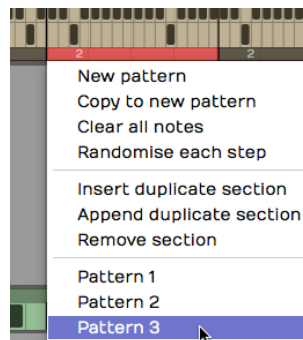 2
2
New pattern
Copy to new pattern
Clear all notes
Randomise each step
Insert duplicate section
Append duplicate section
Remove section
Pattern 1
Pattern 2
Pattern 3